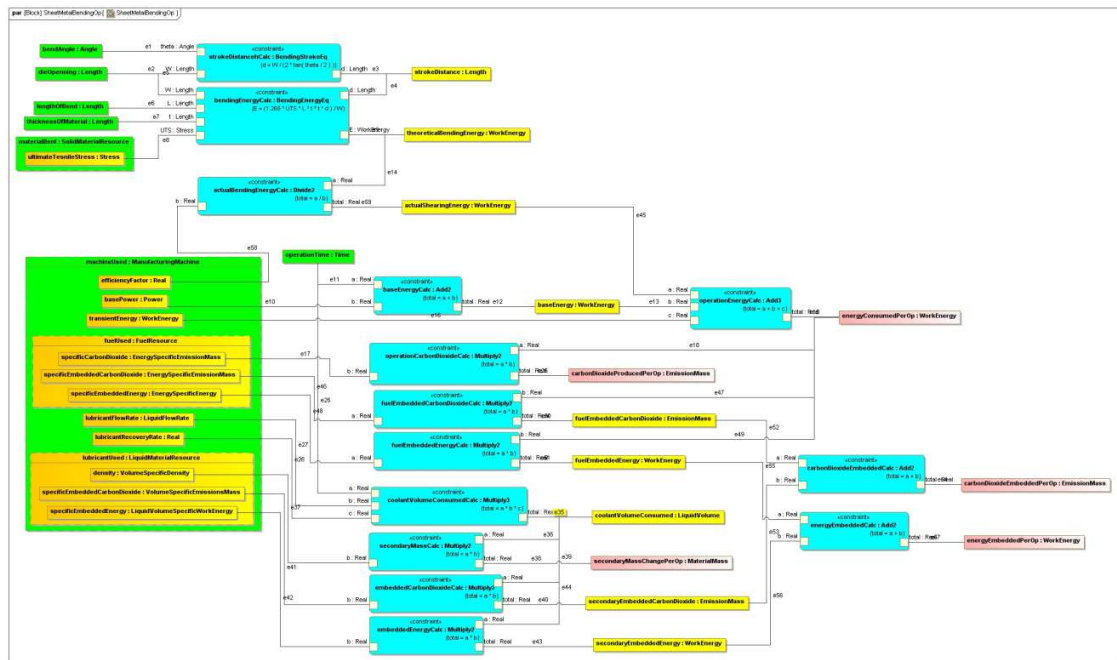 par [Block] SheetMetalBendingOp [ SheetMetalBendingOp ]
bendAngle : Angle
e1
theta : Angle
«constraint»
strokeDistancehCalc : BendingStrokeEq
{d = W / (2 * tan( theta / 2 ))}
dieOpenning : Length
e2
W : Length
d : Length
e3
strokeDistance : Length
e4
W : Length
d : Length
«constraint»
bendingEnergyCalc : BendingEnergyEq
lengthOfBend : Length
e6
L : Length
thicknessOfMaterial : Length
e7
t : Length
UTS : Stress
e8
theoreticalBendingEnergy : WorkEnergy
materialBent : SolidMaterialResource
ultimateTesnileStress : Stress
e14
a : Real
«constraint»
actualBendingEnergyCalc : Divide2
{total = a / b}
b : Real
total : Real
e59
actualShearingEnergy : WorkEnergy
e45
e58
operationTime : Time
machineUsed : ManufacturingMachine
efficiencyFactor : Real
basePower : Power
transientEnergy : WorkEnergy
e11
a : Real
«constraint»
baseEnergyCalc : Add2
{total = a + b}
e10
b : Real
total : Real
e12
baseEnergy : WorkEnergy
e13
a : Real
b : Real
c : Real
«constraint»
operationEnergyCalc : Add3
{total = a + b + c}
energyConsumedPerOp : WorkEnergy
e16
fuelUsed : FuelResource
specificCarbonDioxide : EnergySpecificEmissionMass
specificEmbeddedCarbonDioxide : EnergySpecificEmissionMass
specificEmbeddedEnergy : EnergySpecificEnergy
e17
b : Real
«constraint»
operationCarbonDioxideCalc : Multiply2
{total = a * b}
a : Real
e18
carbonDioxideProducedPerOp : EmissionMass
e46
e26
e48
a : Real
«constraint»
fuelEmbeddedCarbonDioxideCalc : Multiply2
{total = a * b}
b : Real
e47
fuelEmbeddedCarbonDioxide : EmissionMass
e52
lubricantFlowRate : LiquidFlowRate
lubricantRecoveryRate : Real
e27
e28
a : Real
«constraint»
fuelEmbeddedEnergyCalc : Multiply2
{total = a * b}
b : Real
e49
fuelEmbeddedEnergy : WorkEnergy
e55
a : Real
b : Real
«constraint»
carbonDioxideEmbeddedCalc : Add2
{total = a + b}
carbonDioxideEmbeddedPerOp : EmissionMass
lubricantUsed : LiquidMaterialResource
density : VolumeSpecificDensity
specificEmbeddedCarbonDioxide : VolumeSpecificEmissionsMass
specificEmbeddedEnergy : LiquidVolumeSpecificWorkEnergy
a : Real
b : Real
c : Real
e37
«constraint»
coolantVolumeConsumedCalc : Multiply3
{total = a * b * c}
e35
coolantVolumeConsumed : LiquidVolume
e53
a : Real
b : Real
«constraint»
energyEmbeddedCalc : Add2
{total = a + b}
energyEmbeddedPerOp : WorkEnergy
e41
b : Real
«constraint»
secondaryMassCalc : Multiply2
{total = a * b}
a : Real
e36
total : Real
e38
e39
secondaryMassChangePerOp : MaterialMass
e42
b : Real
«constraint»
embeddedCarbonDioxideCalc : Multiply2
{total = a * b}
a : Real
e44
total : Real
e40
secondaryEmbeddedCarbonDioxide : EmissionMass
e56
b : Real
«constraint»
embeddedEnergyCalc : Multiply2
{total = a * b}
a : Real
total : Real
e43
secondaryEmbeddedEnergy : WorkEnergy